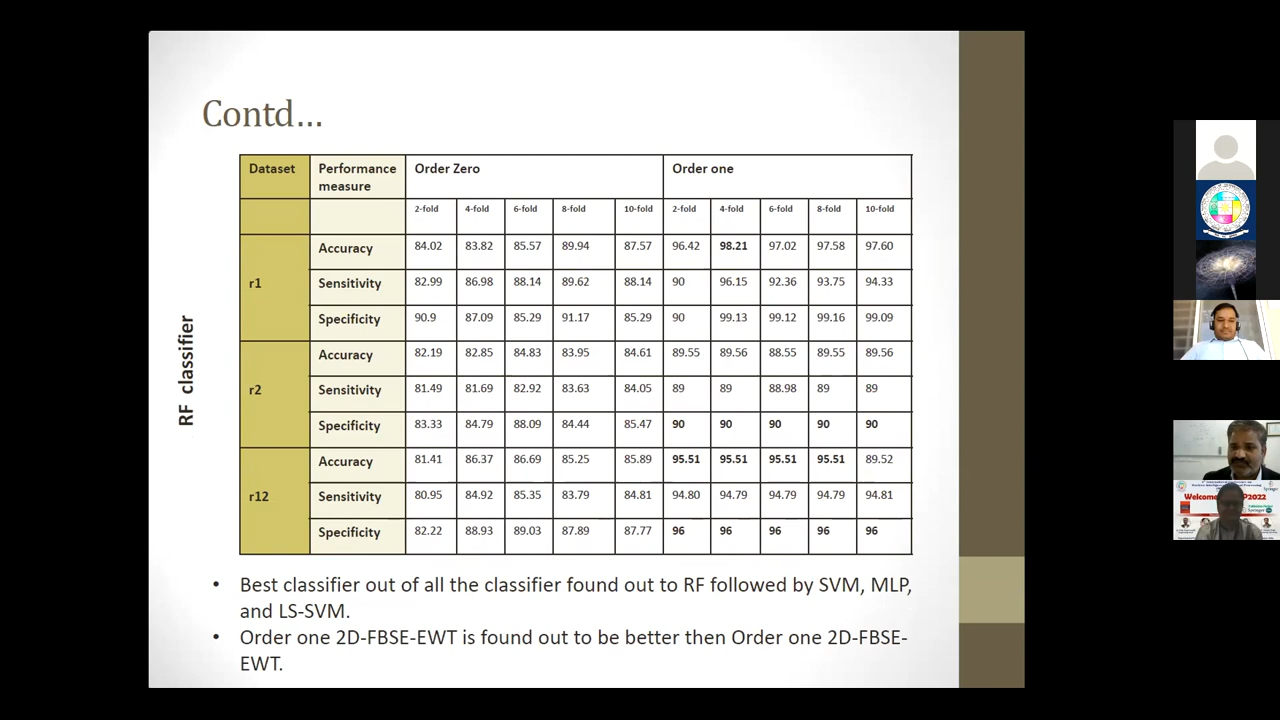 Contd...
Dataset Performance measure Order Zero Order one
2-fold 4-fold 6-fold 8-fold 10-fold 2-fold 4-fold 6-fold 8-fold 10-fold
RF classifier
r1
Accuracy 84.02 83.82 85.57 89.94 87.57 96.42 98.21 97.02 97.58 97.60
Sensitivity 82.99 86.98 88.14 89.62 88.14 90 96.15 92.36 93.75 94.33
Specificity 90.9 87.09 85.29 91.17 85.29 90 99.13 99.12 99.16 99.09
r2
Accuracy 82.19 82.85 84.83 83.95 84.61 89.55 89.56 88.55 89.55 89.56
Sensitivity 81.49 81.69 82.92 83.63 84.05 89 89 88.98 89 89
Specificity 83.33 84.79 88.09 84.44 85.47 90 90 90 90 90
r12
Accuracy 81.41 86.37 86.69 85.25 85.89 95.51 95.51 95.51 95.51 89.52
Sensitivity 80.95 84.92 85.35 83.79 84.81 94.80 94.79 94.79 94.79 94.81
Specificity 82.22 88.93 89.03 87.89 87.77 96 96 96 96 96
• Best classifier out of all the classifier found out to RF followed by SVM, MLP,
and LS-SVM.
• Order one 2D-FBSE-EWT is found out to be better then Order one 2D-FBSE-
EWT.